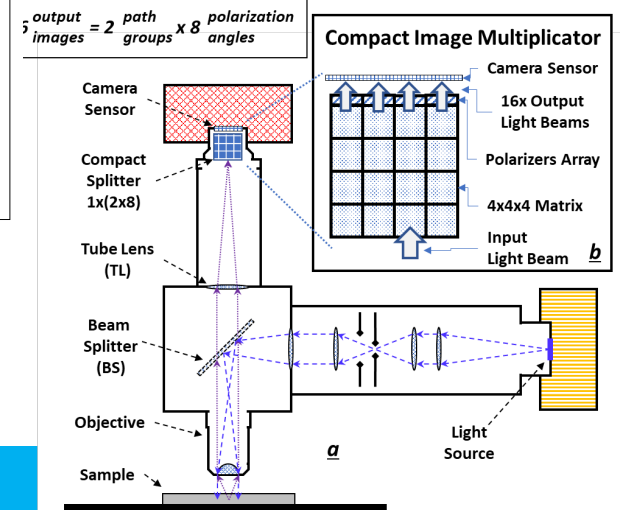 output images = 2 path groups x 8 polarization angles
Compact Image Multiplicator
Camera Sensor
16x Output
Light Beams
Polarizers Array
4x4x4 Matrix
Input
Light Beam
b
Camera
Sensor
Compact
Splitter
1x(2x8)
Tube Lens
(TL)
Beam
Splitter
(BS)
Objective
Sample
a
Light
Source